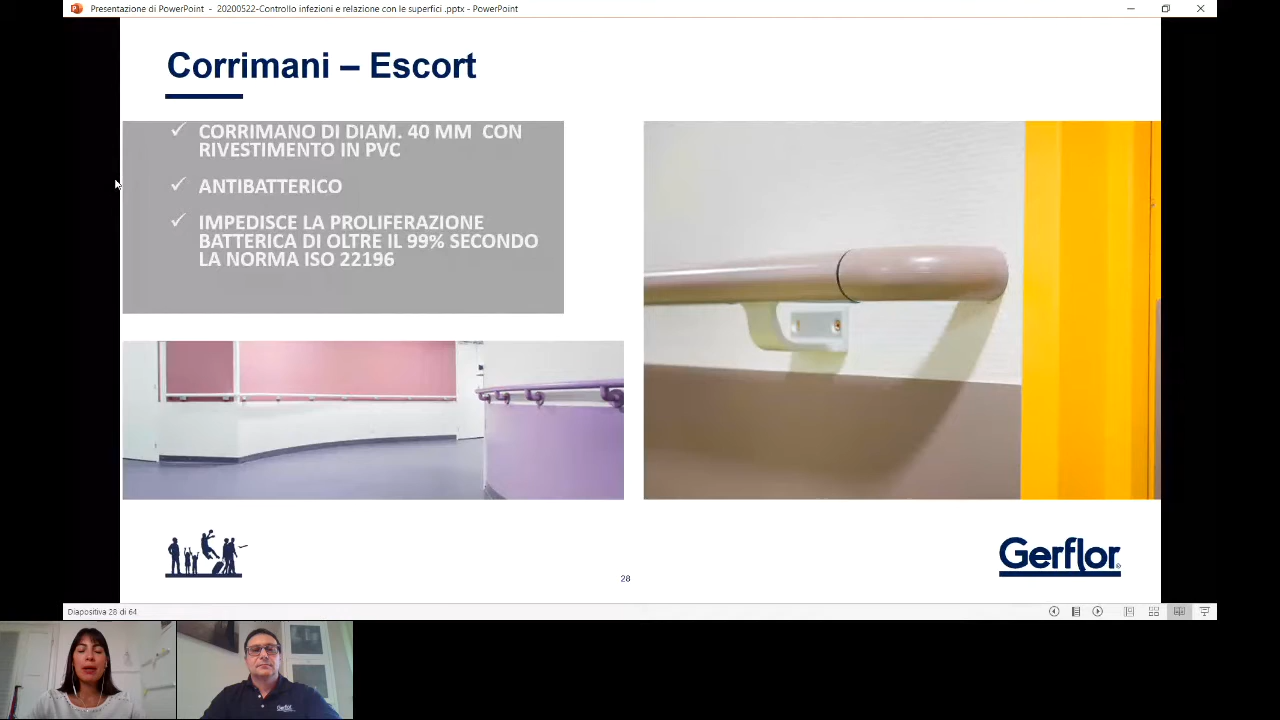 Presentazione di PowerPoint - 20200522-Controllo infezioni e relazione con le superfici .pptx - PowerPoint
Corrimani – Escort
CORRIMANO DI DIAM. 40 MM CON
RIVESTIMENTO IN PVC
ANTIBATTERICO
IMPEDISCE LA PROLIFERAZIONE
BATTERICA DI OLTRE IL 99% SECONDO
LA NORMA ISO 22196
28
Gerflor
Diapositiva 28 di 64
Gerflor